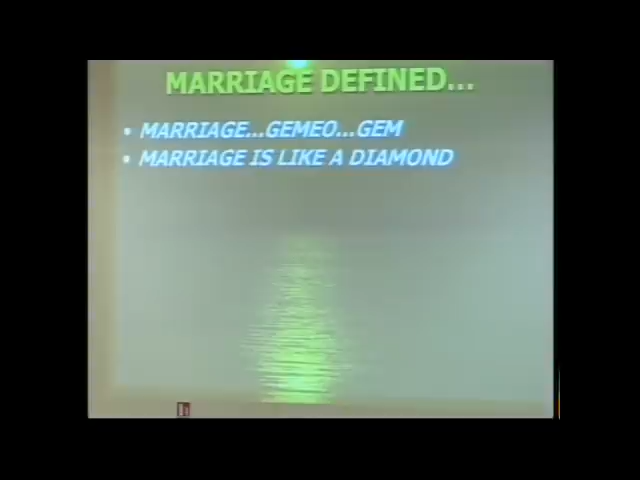 MARRIAGE DEFINED...
• MARRIAGE...GEMEO...GEM
• MARRIAGE IS LIKE A DIAMOND